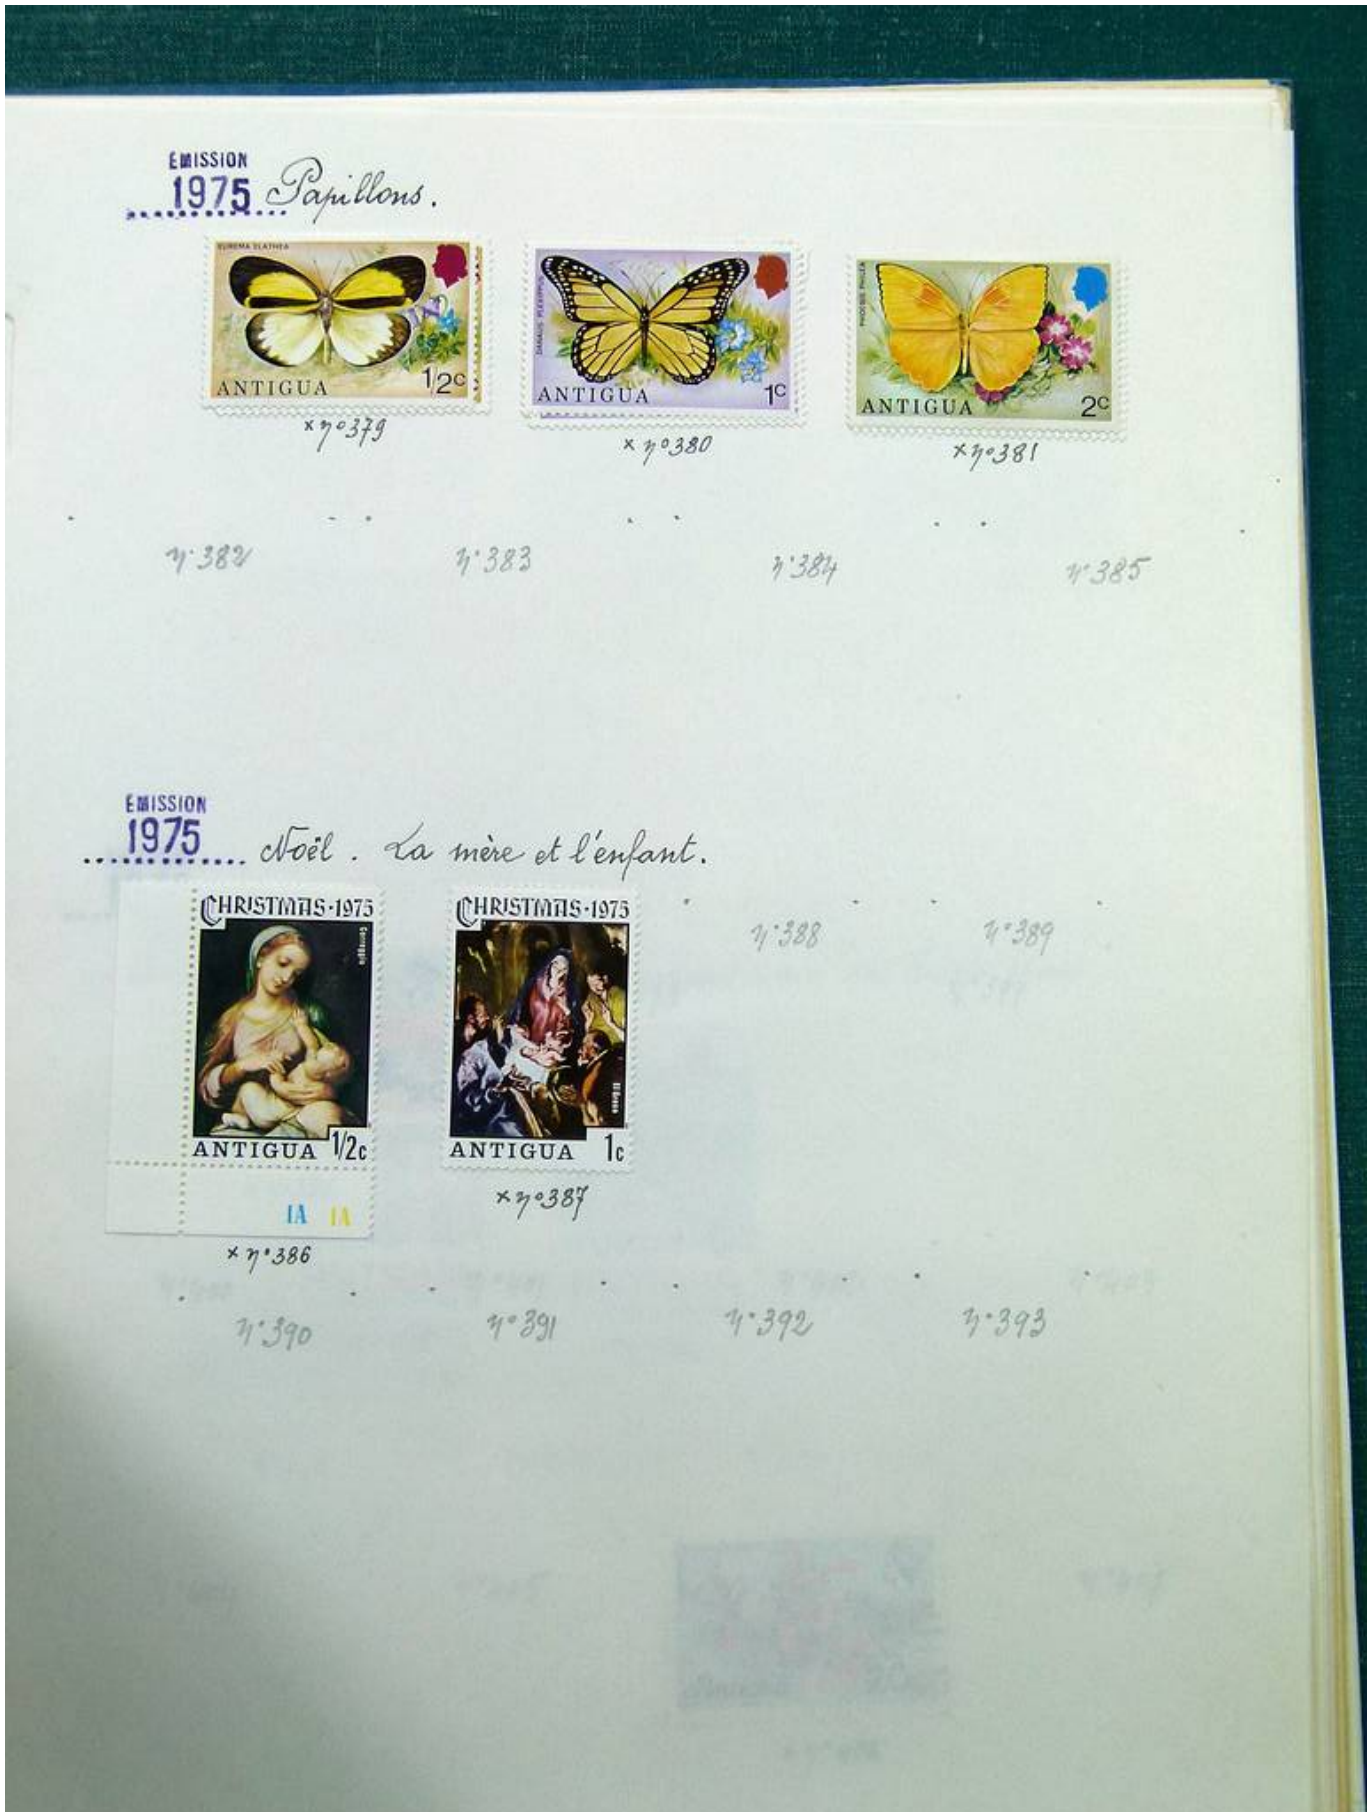 ÉMISSION
1975 Papillons.
EUREMA ELATHEA
ANTIGUA 1/2c
DANAUS PLEXIPPUS
ANTIGUA 1c
PHOEBIS PHILEA
ANTIGUA 2c
x n°379
x n°380
x n°381
n°382
n°383
n°384
n°385
ÉMISSION
1975 Noël. La mère et l'enfant.
CHRISTMAS·1975
Correggio
ANTIGUA 1/2c
1A 1A
CHRISTMAS·1975
El Greco
ANTIGUA 1c
n°388
n°389
x n°387
x n°386
n°390
n°391
n°392
n°393